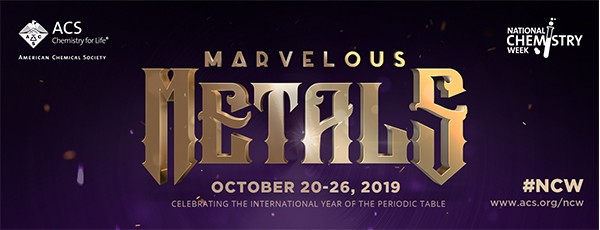 ACS
Chemistry for Life®
AMERICAN CHEMICAL SOCIETY
NATIONAL
CHEMISTRY
WEEK
MARVELOUS
METALS
OCTOBER 20-26, 2019
CELEBRATING THE INTERNATIONAL YEAR OF THE PERIODIC TABLE
#NCW
www.acs.org/ncw